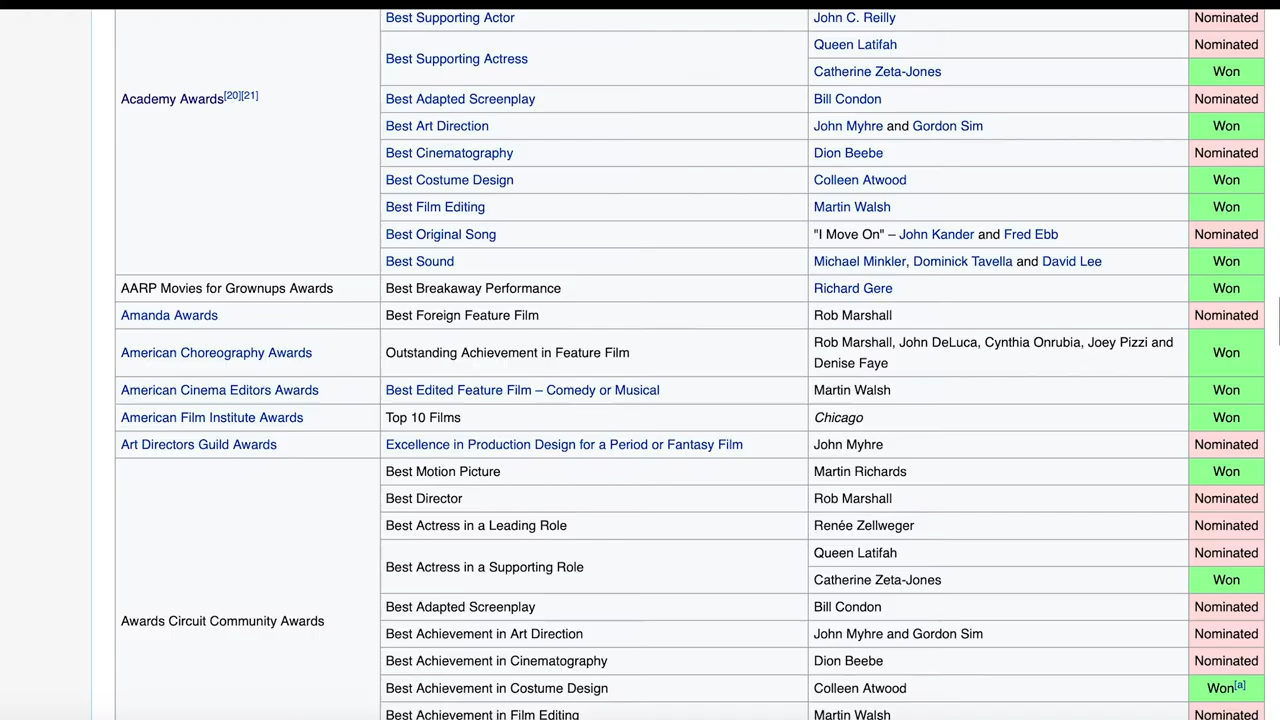 Best Supporting Actor John C. Reilly Nominated
Best Supporting Actress Queen Latifah Nominated
Catherine Zeta-Jones Won
Academy Awards[20][21] Best Adapted Screenplay Bill Condon Nominated
Best Art Direction John Myhre and Gordon Sim Won
Best Cinematography Dion Beebe Nominated
Best Costume Design Colleen Atwood Won
Best Film Editing Martin Walsh Won
Best Original Song "I Move On" – John Kander and Fred Ebb Nominated
Best Sound Michael Minkler, Dominick Tavella and David Lee Won
AARP Movies for Grownups Awards Best Breakaway Performance Richard Gere Won
Amanda Awards Best Foreign Feature Film Rob Marshall Nominated
American Choreography Awards Outstanding Achievement in Feature Film Rob Marshall, John DeLuca, Cynthia Onrubia, Joey Pizzi and
Denise Faye Won
American Cinema Editors Awards Best Edited Feature Film – Comedy or Musical Martin Walsh Won
American Film Institute Awards Top 10 Films Chicago Won
Art Directors Guild Awards Excellence in Production Design for a Period or Fantasy Film John Myhre Nominated
Best Motion Picture Martin Richards Won
Best Director Rob Marshall Nominated
Best Actress in a Leading Role Renée Zellweger Nominated
Best Actress in a Supporting Role Queen Latifah Nominated
Catherine Zeta-Jones Won
Best Adapted Screenplay Bill Condon Nominated
Awards Circuit Community Awards Best Achievement in Art Direction John Myhre and Gordon Sim Nominated
Best Achievement in Cinematography Dion Beebe Nominated
Best Achievement in Costume Design Colleen Atwood Won[a]
Best Achievement in Film Editing Martin Walsh Nominated